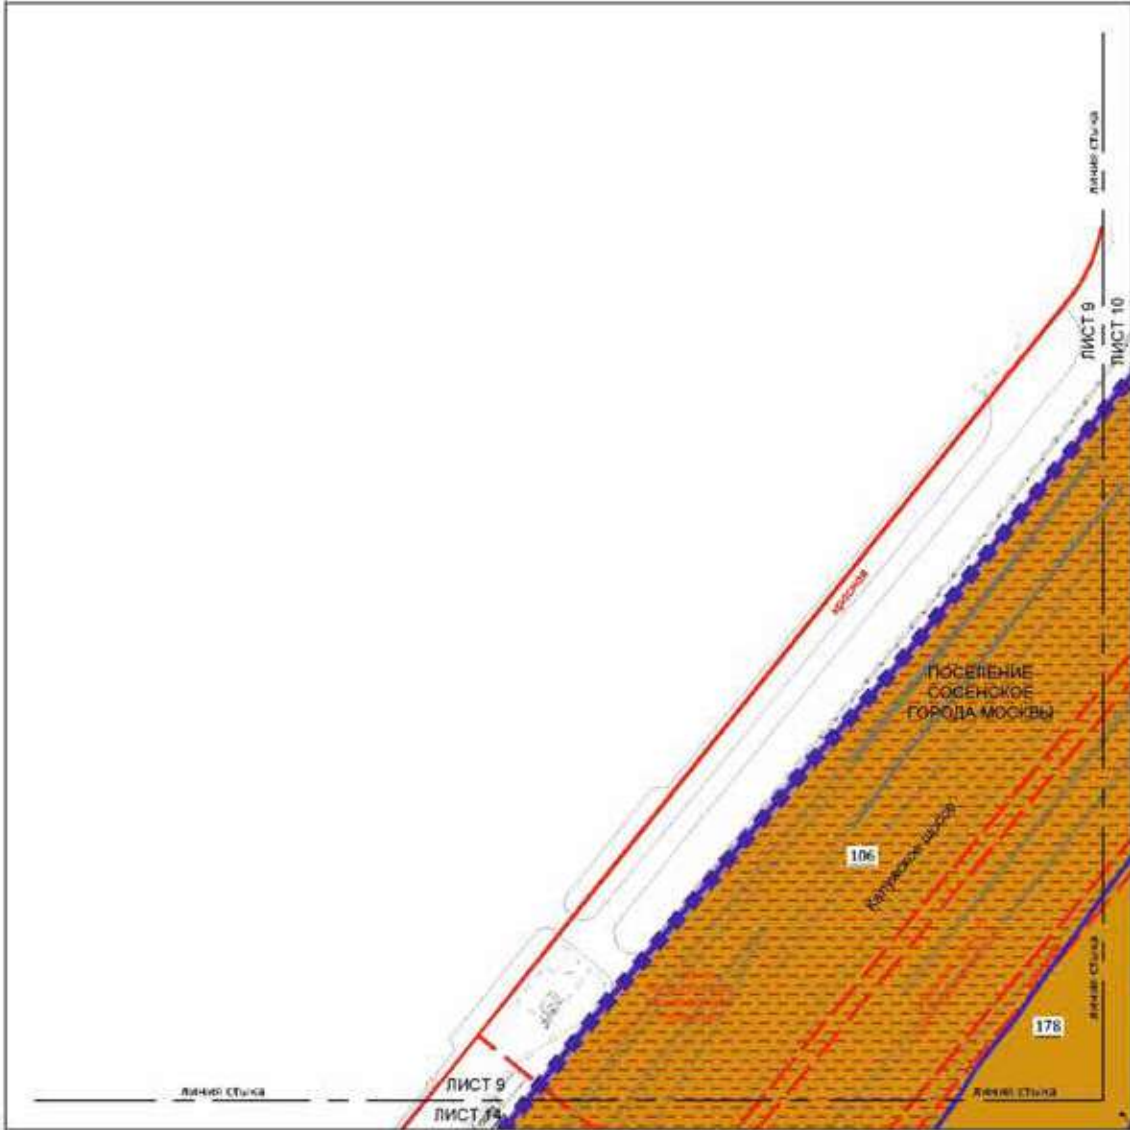 линия стыка
ЛИСТ 9
ЛИСТ 10
красная
ПОСЕЛЕНИЕ
СОСЕНСКОЕ
ГОРОДА МОСКВЫ
106
Калужское шоссе
линия стыка
178
линия стыка
ЛИСТ 9
линия стыка
ЛИСТ 14